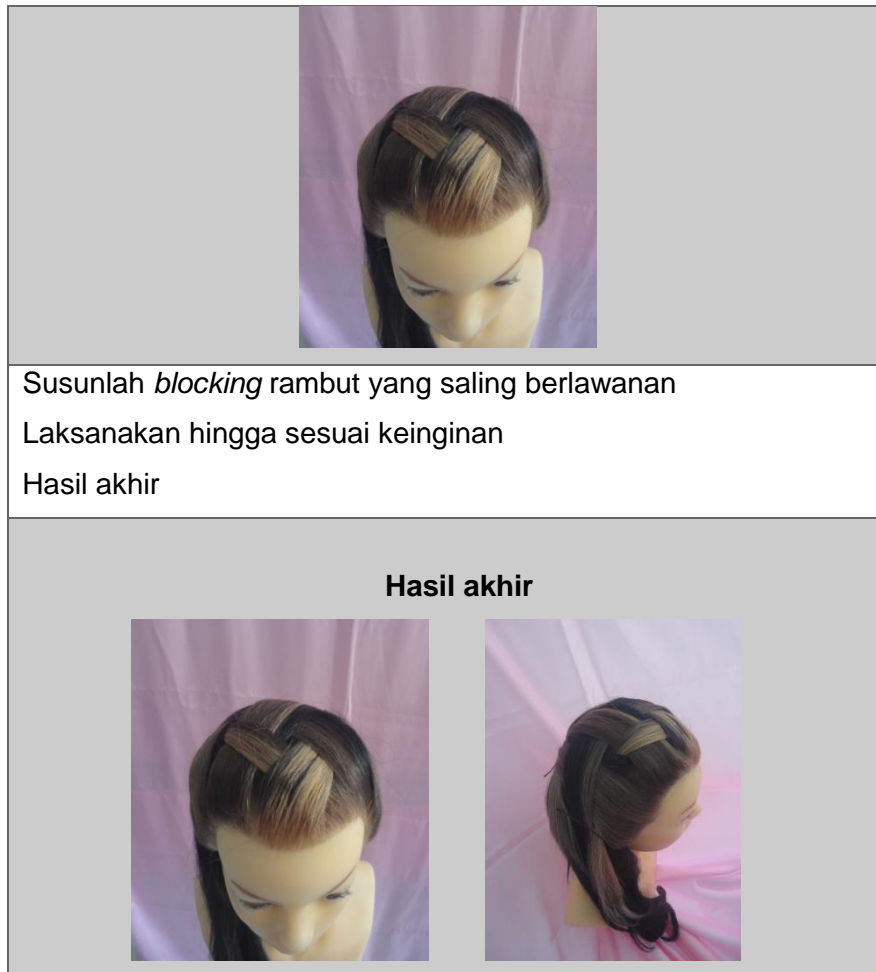 Susunlah blocking rambut yang saling berlawanan
Laksanakan hingga sesuai keinginan
Hasil akhir
Hasil akhir